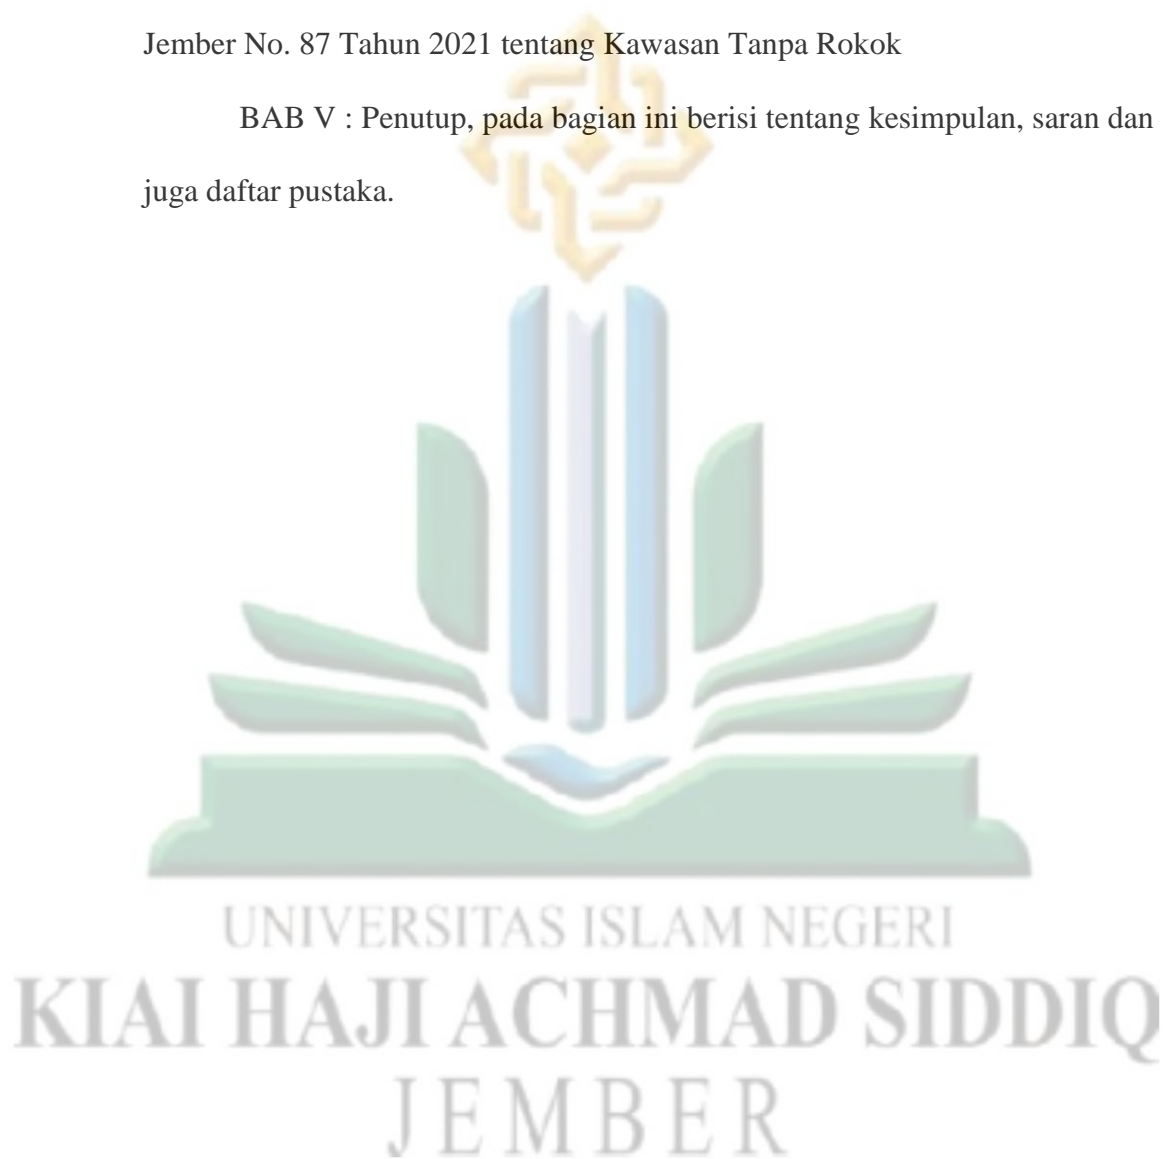 Jember No. 87 Tahun 2021 tentang Kawasan Tanpa Rokok
BAB V : Penutup, pada bagian ini berisi tentang kesimpulan, saran dan
juga daftar pustaka.
UNIVERSITAS ISLAM NEGERI
KIAI HAJI ACHMAD SIDDIQ
JEMBER